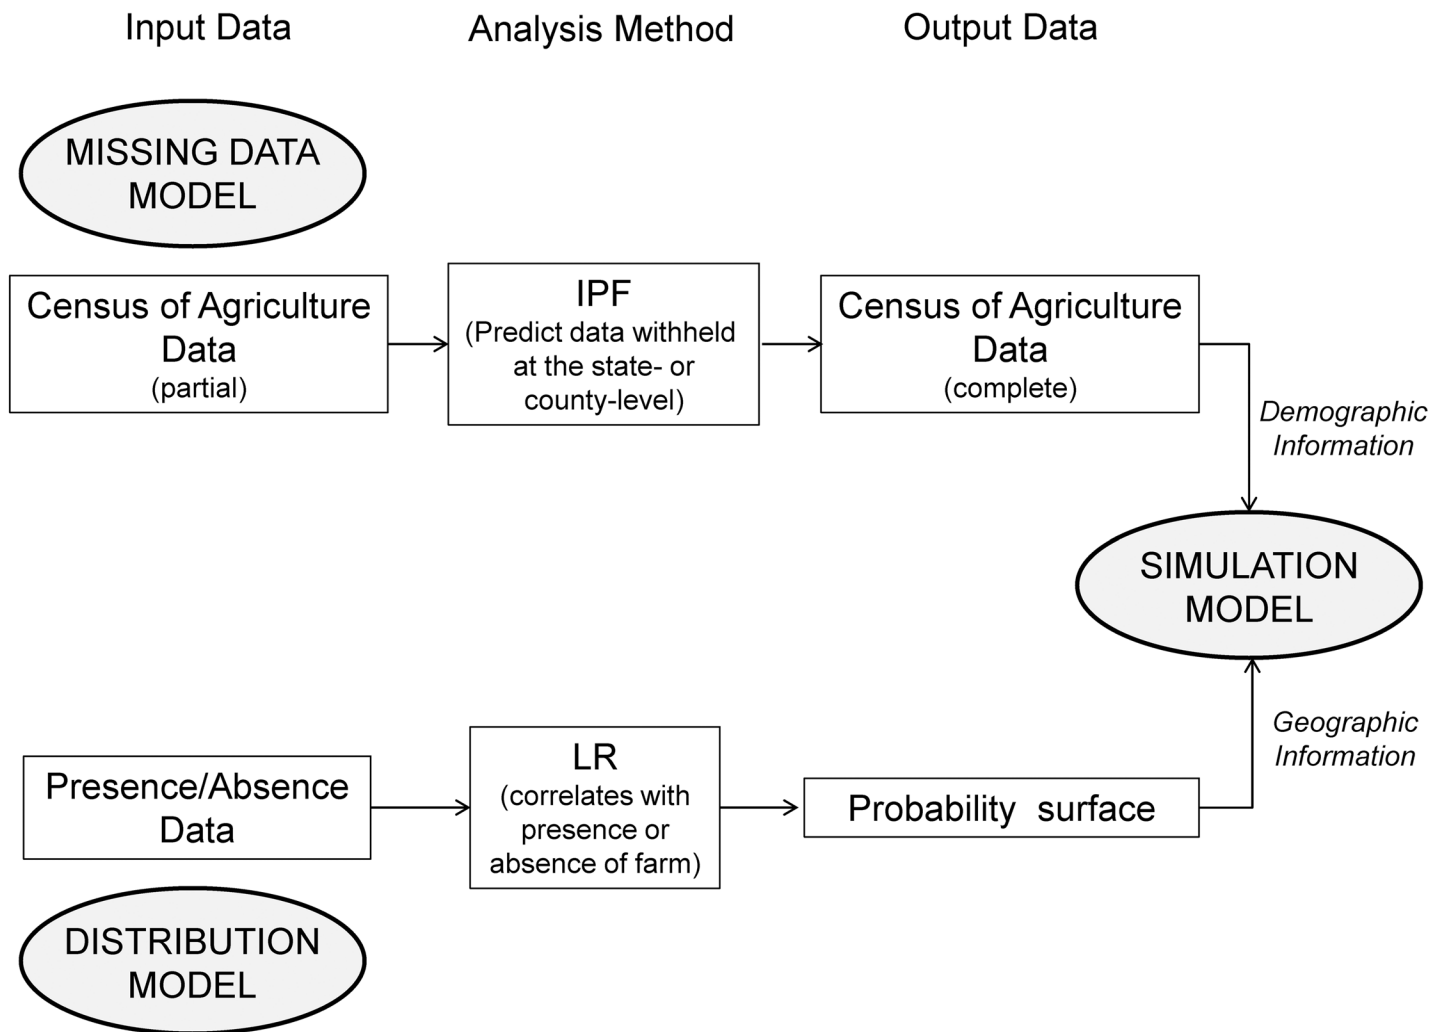 Input Data
Analysis Method
Output Data
MISSING DATA
MODEL
Census of Agriculture
Data
(partial)
IPF
(Predict data withheld
at the state- or
county-level)
Census of Agriculture
Data
(complete)
Demographic
Information
SIMULATION
MODEL
Geographic
Information
Presence/Absence
Data
LR
(correlates with
presence or
absence of farm)
Probability surface
DISTRIBUTION
MODEL